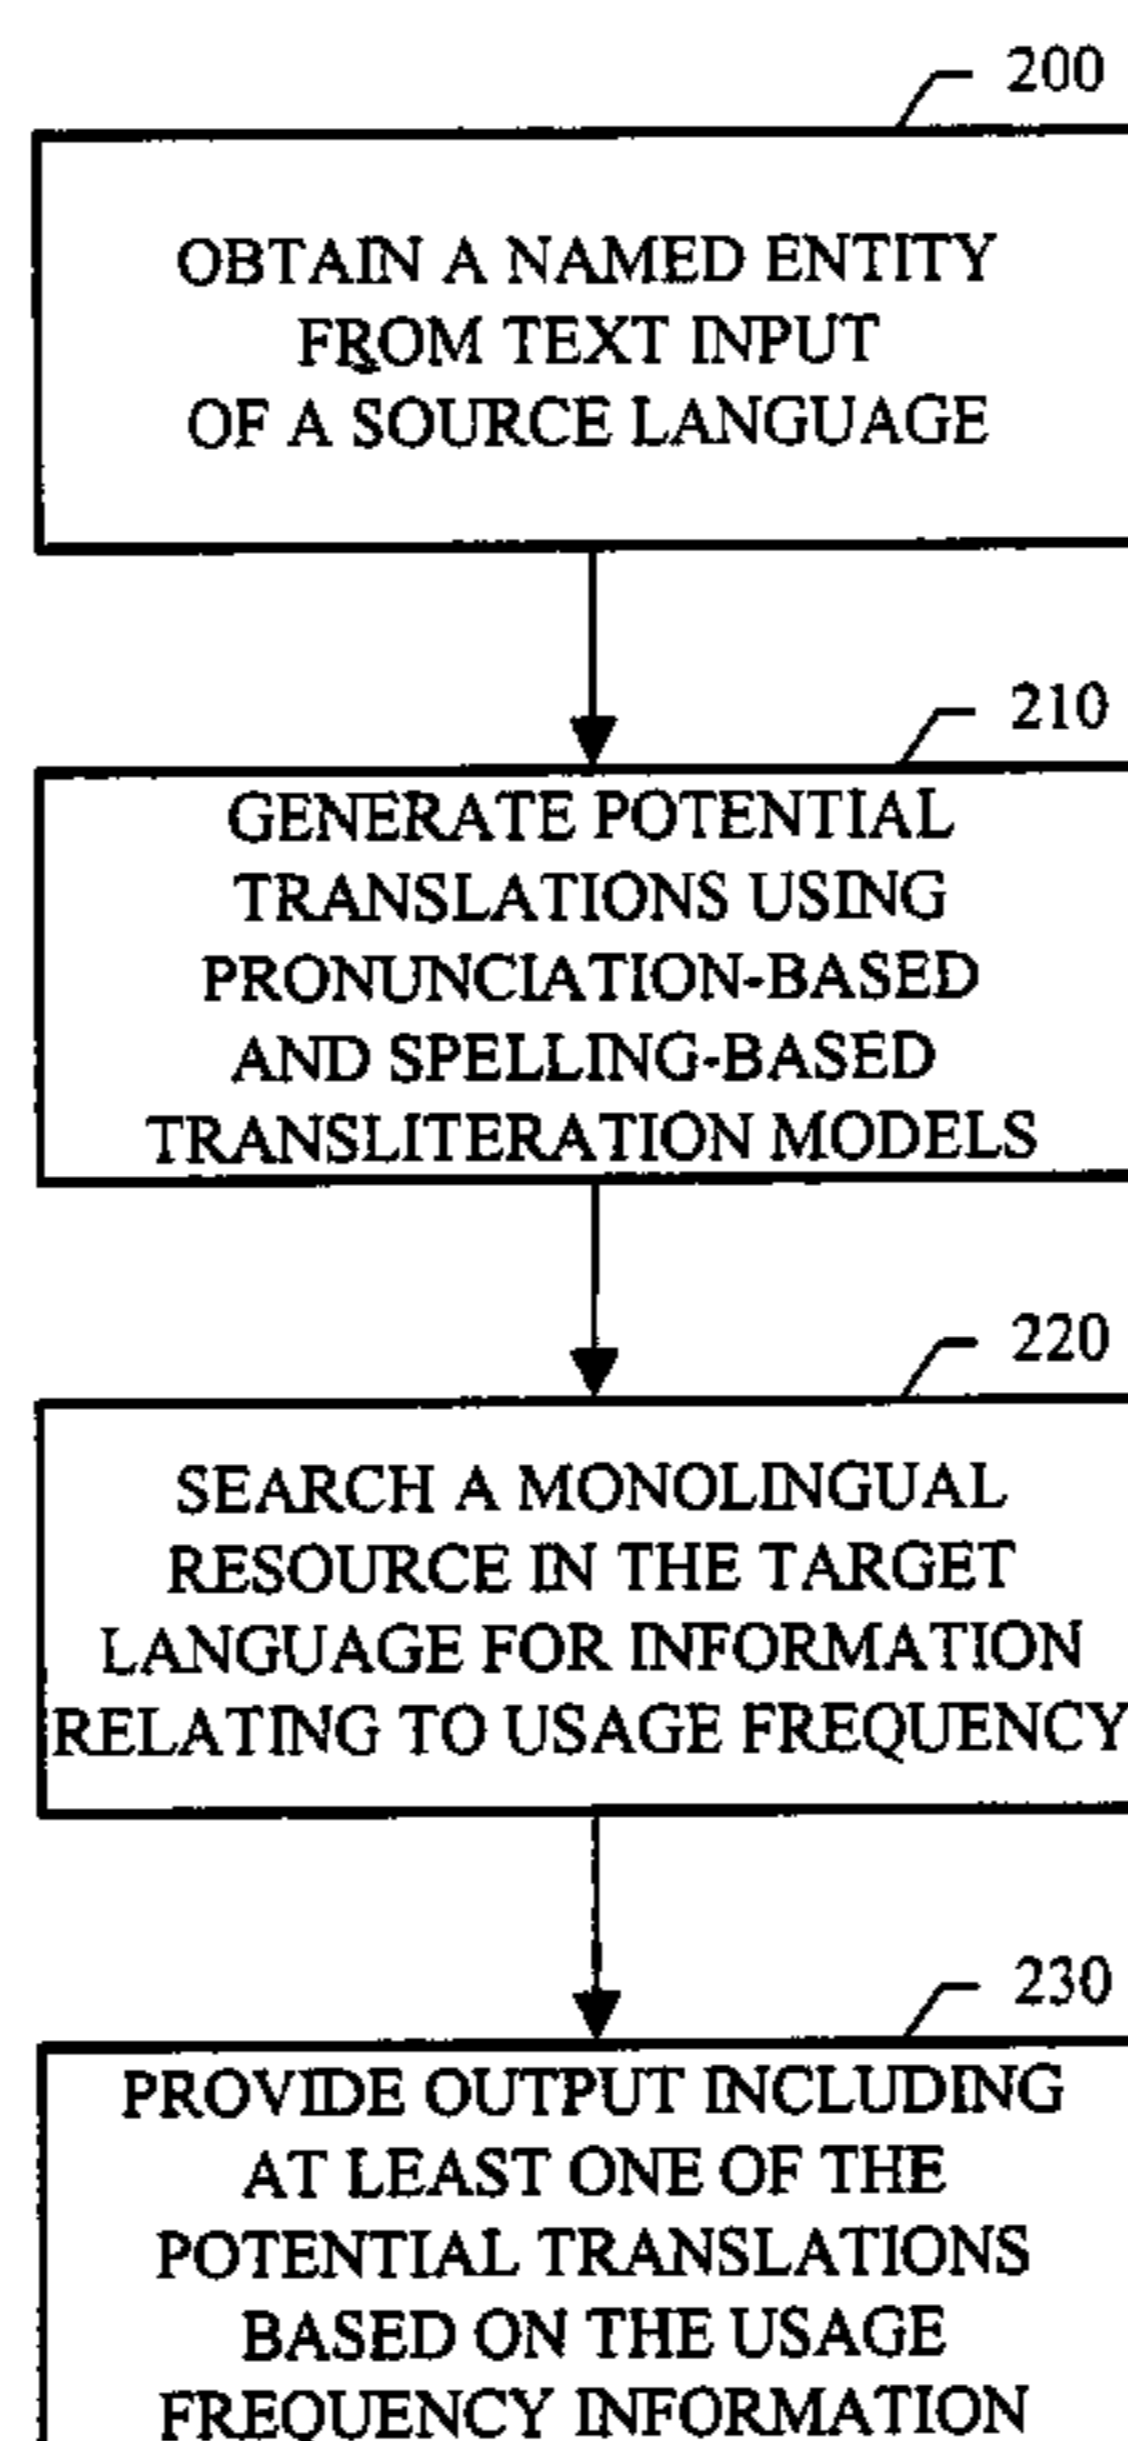 200
OBTAIN A NAMED ENTITY
FROM TEXT INPUT
OF A SOURCE LANGUAGE
210
GENERATE POTENTIAL
TRANSLATIONS USING
PRONUNCIATION-BASED
AND SPELLING-BASED
TRANSLITERATION MODELS
220
SEARCH A MONOLINGUAL
RESOURCE IN THE TARGET
LANGUAGE FOR INFORMATION
RELATING TO USAGE FREQUENCY
230
PROVIDE OUTPUT INCLUDING
AT LEAST ONE OF THE
POTENTIAL TRANSLATIONS
BASED ON THE USAGE
FREQUENCY INFORMATION